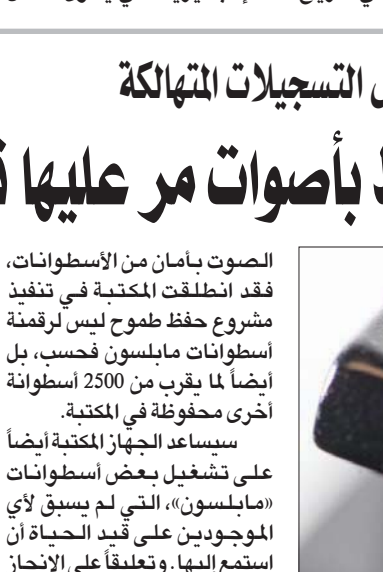 التسجيلات المتهالكة
بأصوات مر عليها
الصوت بأمان من الأسطوانات،
فقد انطلقت المكتبة في تنفيذ
مشروع حفظ طموح ليس لرقمنة
أسطوانات مابلسون فحسب، بل
أيضاً لما يقرب من 2500 أسطوانة
أخرى محفوظة في المكتبة.
سيساعد الجهاز المكتبة أيضاً
على تشغيل بعض أسطوانات
«مابلسون»، التي لم يسبق لأي
الموجودين على قيد الحياة أن
استمع إليها. وتعليقاً على الإنجاز